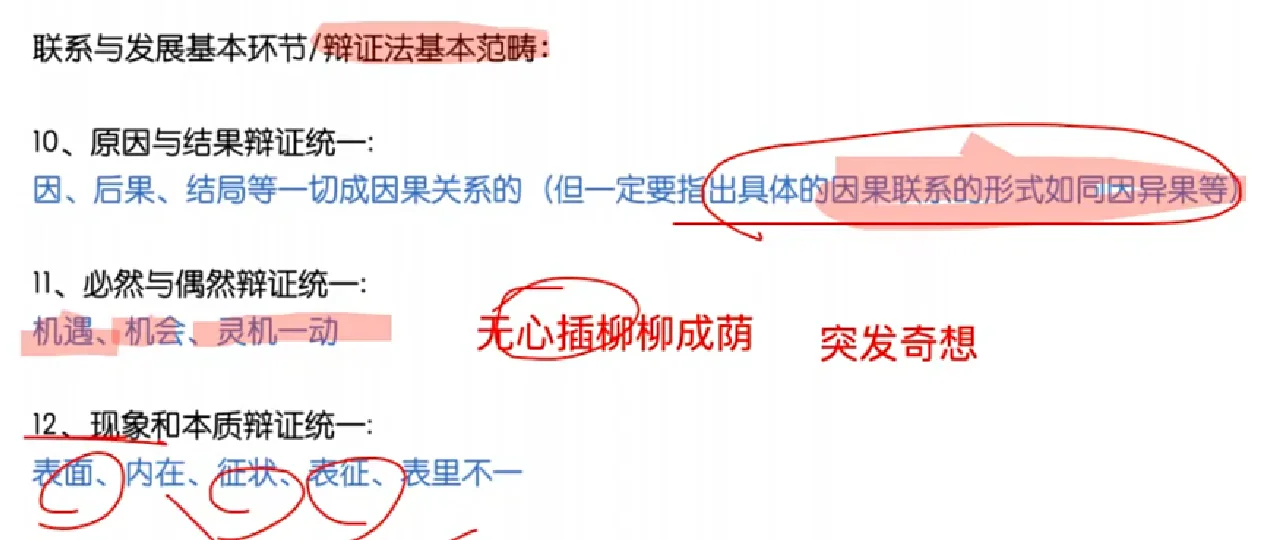 联系与发展基本环节/辩证法基本范畴:
10、原因与结果辩证统一:
因、后果、结局等一切成因果关系的（但一定要指出具体的因果联系的形式如同因异果等）
11、必然与偶然辩证统一:
机遇、机会、灵机一动 无心插柳柳成荫 突发奇想
12、现象和本质辩证统一:
表面、内在、征状、表征、表里不一